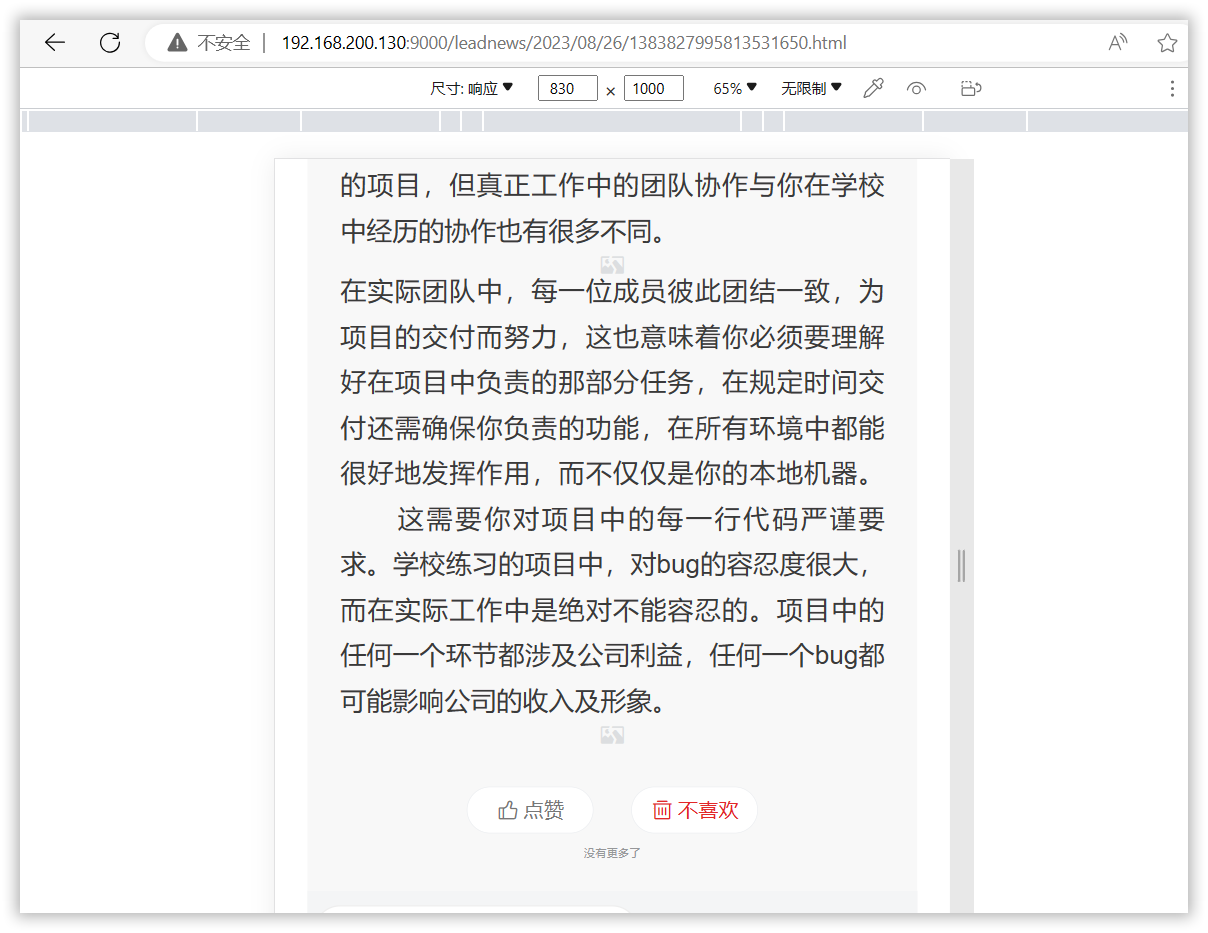 不安全 | 192.168.200.130:9000/leadnews/2023/08/26/1383827995813531650.html
尺寸: 响应 830 × 1000 65% 无限制
的项目，但真正工作中的团队协作与你在学校
中经历的协作也有很多不同。
在实际团队中，每一位成员彼此团结一致，为
项目的交付而努力，这也意味着你必须要理解
好在项目中负责的那部分任务，在规定时间交
付还需确保你负责的功能，在所有环境中都能
很好地发挥作用，而不仅仅是你的本地机器。
这需要你对项目中的每一行代码严谨要
求。学校练习的项目中，对bug的容忍度很大，
而在实际工作中是绝对不能容忍的。项目中的
任何一个环节都涉及公司利益，任何一个bug都
可能影响公司的收入及形象。
点赞 不喜欢
没有更多了